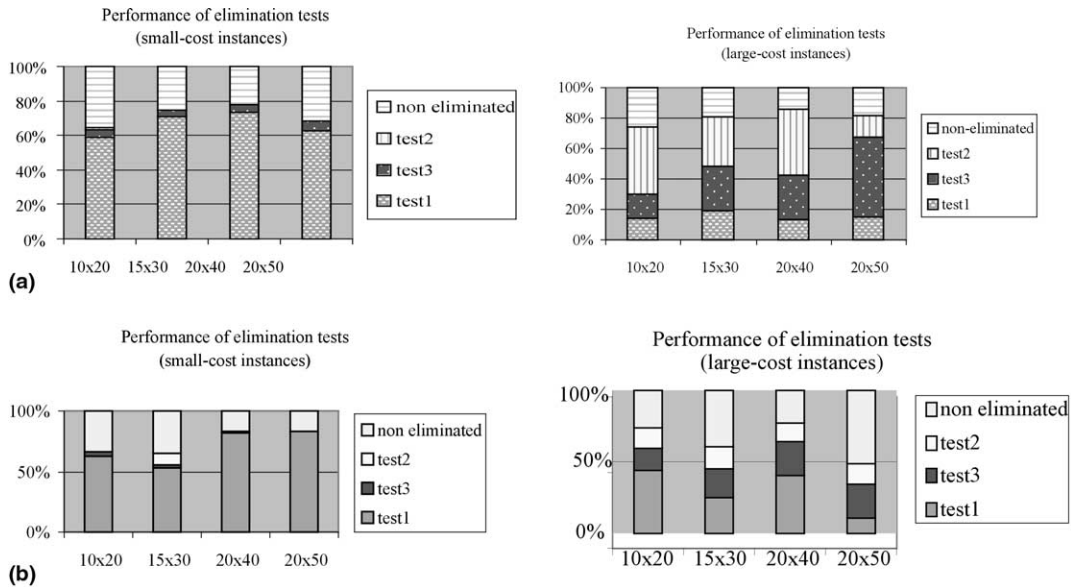 Performance of elimination tests
(small-cost instances)
100%
80%
60%
40%
20%
0%
10x20 15x30 20x40 20x50
non eliminated
test2
test3
test1
Performance of elimination tests
(large-cost instances)
100%
80%
60%
40%
20%
0%
10x20 15x30 20x40 20x50
non-eliminated
test2
test3
test1
(a)
Performance of elimination tests
(small-cost instances)
100%
50%
0%
10x20 15x30 20x40 20x50
non eliminated
test2
test3
test1
Performance of elimination tests
(large-cost instances)
100%
50%
0%
10x20 15x30 20x40 20x50
non eliminated
test2
test3
test1
(b)